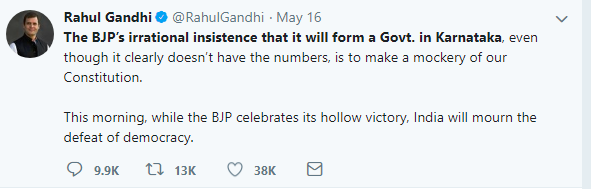 Rahul Gandhi @RahulGandhi · May 16
The BJP's irrational insistence that it will form a Govt. in Karnataka, even
though it clearly doesn't have the numbers, is to make a mockery of our
Constitution.
This morning, while the BJP celebrates its hollow victory, India will mourn the
defeat of democracy.
9.9K 13K 38K